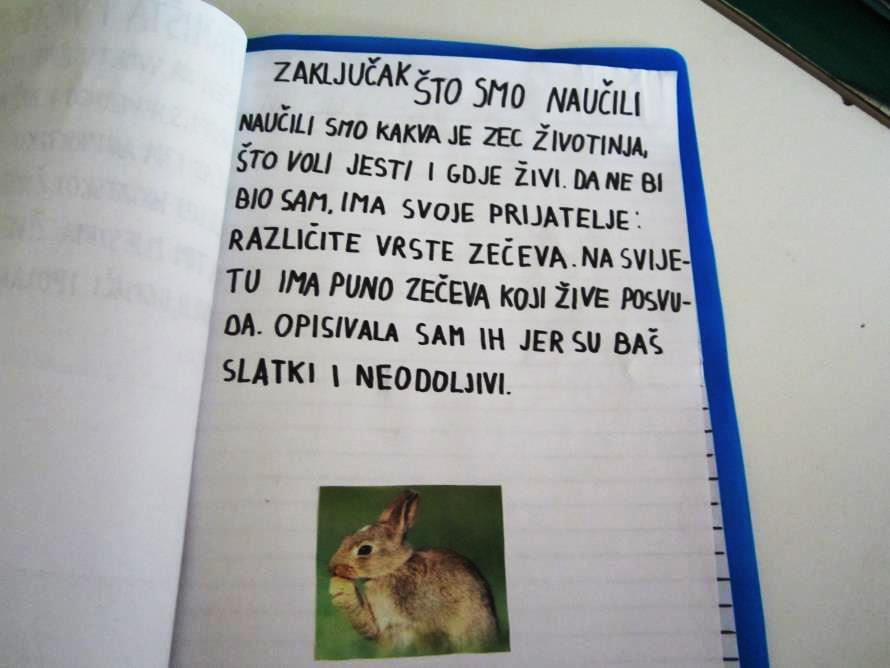 ZAKLJUČAK ŠTO SMO NAUČILI
NAUČILI SMO KAKVA JE ZEC ŽIVOTINJA,
ŠTO VOLI JESTI I GDJE ŽIVI. DA NE BI
BIO SAM, IMA SVOJE PRIJATELJE:
RAZLIČITE VRSTE ZEČEVA. NA SVIJE-
TU IMA PUNO ZEČEVA KOJI ŽIVE POSVU-
DA. OPISIVALA SAM IH JER SU BAŠ
SLATKI I NEODOLJIVI.